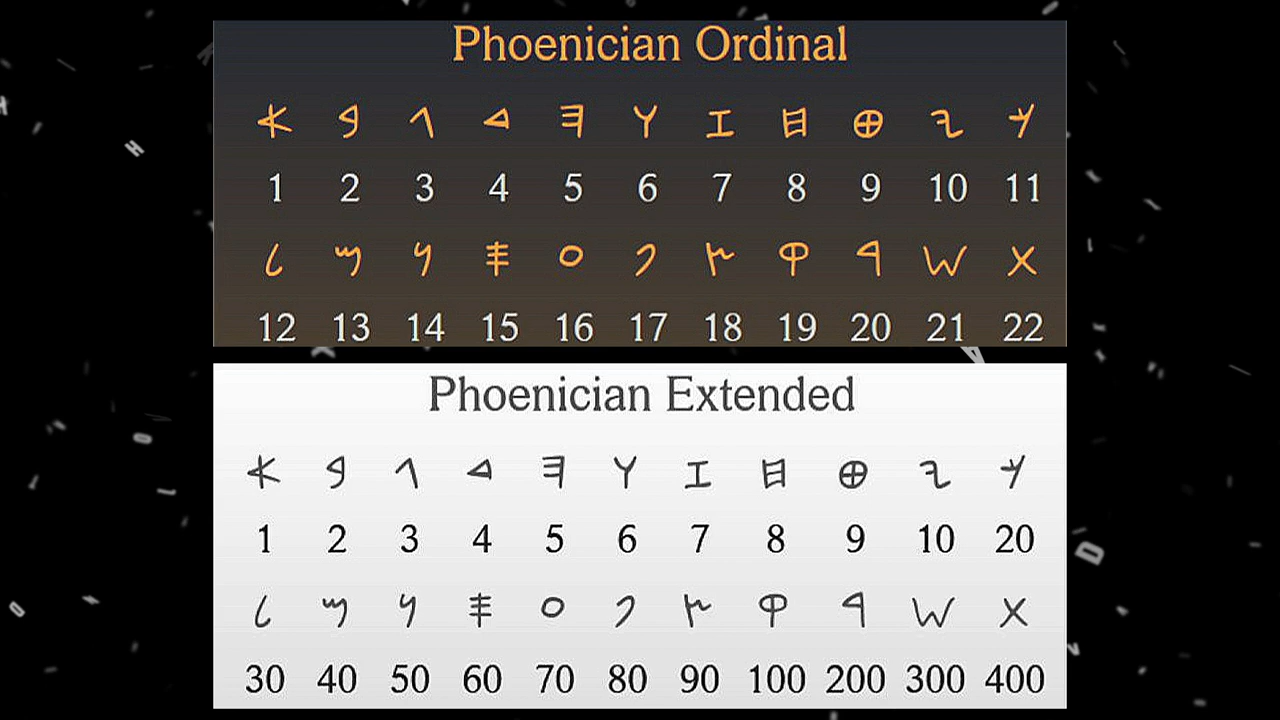 Phoenician Ordinal
𐤀 𐤁 𐤂 𐤃 𐤄 𐤅 𐤆 𐤇 𐤈 𐤉 𐤊
1 2 3 4 5 6 7 8 9 10 11
𐤋 𐤌 𐤍 𐤎 𐤏 𐤐 𐤑 𐤒 𐤓 𐤔 𐤕
12 13 14 15 16 17 18 19 20 21 22
Phoenician Extended
𐤀 𐤁 𐤂 𐤃 𐤄 𐤅 𐤆 𐤇 𐤈 𐤉 𐤊
1 2 3 4 5 6 7 8 9 10 20
𐤋 𐤌 𐤍 𐤎 𐤏 𐤐 𐤑 𐤒 𐤓 𐤔 𐤕
30 40 50 60 70 80 90 100 200 300 400